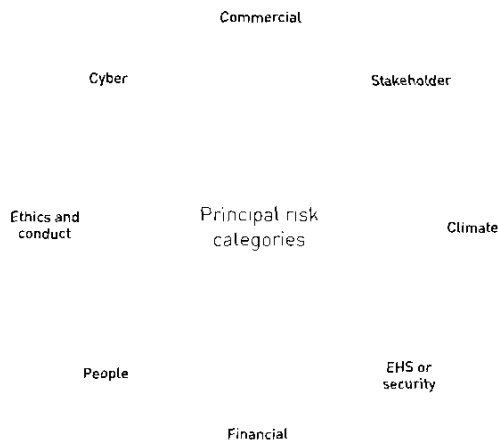 Commercial
Cyber
Stakeholder
Ethics and
conduct
Principal risk
categories
Climate
People
EHS or
security
Financial